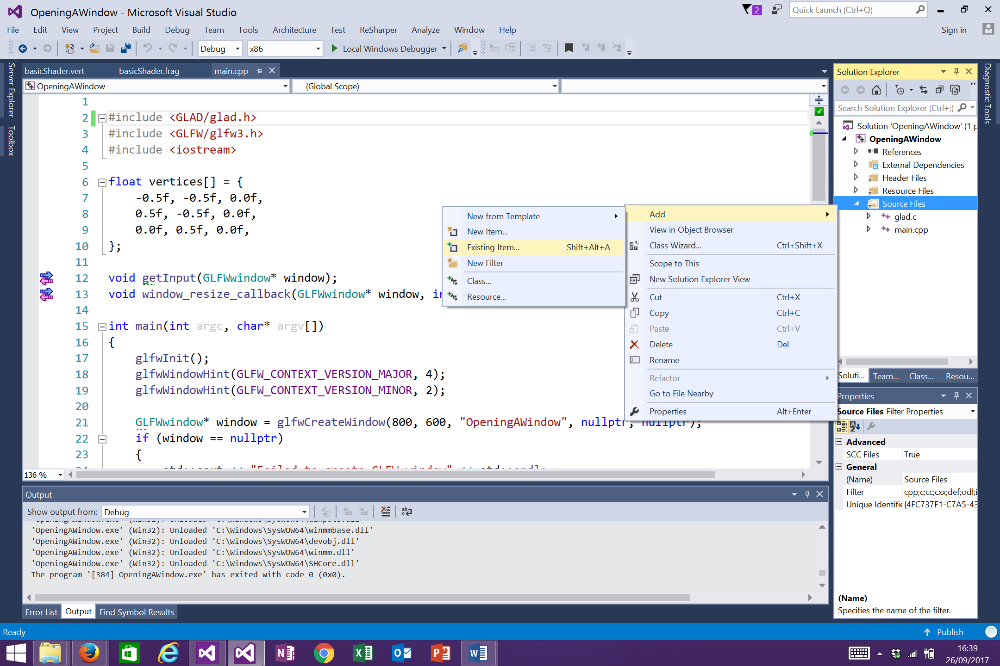 OpeningAWindow - Microsoft Visual Studio
2
Quick Launch (Ctrl+Q)
File Edit View Project Build Debug Team Tools Architecture Test ReSharper Analyze Window Help
Sign in
Debug x86 Local Windows Debugger
Server Explorer
Toolbox
Diagnostic Tools
basicShader.vert basicShader.frag main.cpp
OpeningAWindow (Global Scope)
1
2 #include <GLAD/glad.h>
3 #include <GLFW/glfw3.h>
4 #include <iostream>
5
6 float vertices[] = {
7 -0.5f, -0.5f, 0.0f,
8 0.5f, -0.5f, 0.0f,
9 0.0f, 0.5f, 0.0f,
10 };
11
12 void getInput(GLFWwindow* window);
13 void window_resize_callback(GLFWwindow* window, in
14
15 int main(int argc, char* argv[])
16 {
17 glfwInit();
18 glfwWindowHint(GLFW_CONTEXT_VERSION_MAJOR, 4);
19 glfwWindowHint(GLFW_CONTEXT_VERSION_MINOR, 2);
20
21 GLFWwindow* window = glfwCreateWindow(800, 600, "OpeningAWindow", nullptr, nullptr);
22 if (window == nullptr)
23 {
136 %
New from Template
New Item...
Existing Item... Shift+Alt+A
New Filter
Class...
Resource...
Add
View in Object Browser
Class Wizard... Ctrl+Shift+X
Scope to This
New Solution Explorer View
Cut Ctrl+X
Copy Ctrl+C
Paste Ctrl+V
Delete Del
Rename
Refactor
Go to File Nearby
Properties Alt+Enter
Solution Explorer
Search Solution Explorer (Ctrl+;)
Solution 'OpeningAWindow' (1 p
OpeningAWindow
References
External Dependencies
Header Files
Resource Files
Source Files
glad.c
main.cpp
Soluti... Team... Class... Resou...
Properties
Source Files Filter Properties
Advanced
SCC Files True
General
(Name) Source Files
Filter cpp;c;cc;cxx;def;odl;i
Unique Identifie {4FC737F1-C7A5-43
(Name)
Specifies the name of the filter.
Output
Show output from: Debug
'OpeningAWindow.exe' (Win32): Unloaded 'C:\Windows\SysWOW64\winmmbase.dll'
'OpeningAWindow.exe' (Win32): Unloaded 'C:\Windows\SysWOW64\devobj.dll'
'OpeningAWindow.exe' (Win32): Unloaded 'C:\Windows\SysWOW64\winmm.dll'
'OpeningAWindow.exe' (Win32): Unloaded 'C:\Windows\SysWOW64\SHCore.dll'
The program '[384] OpeningAWindow.exe' has exited with code 0 (0x0).
Error List Output Find Symbol Results
Ready
Publish
16:39
26/09/2017